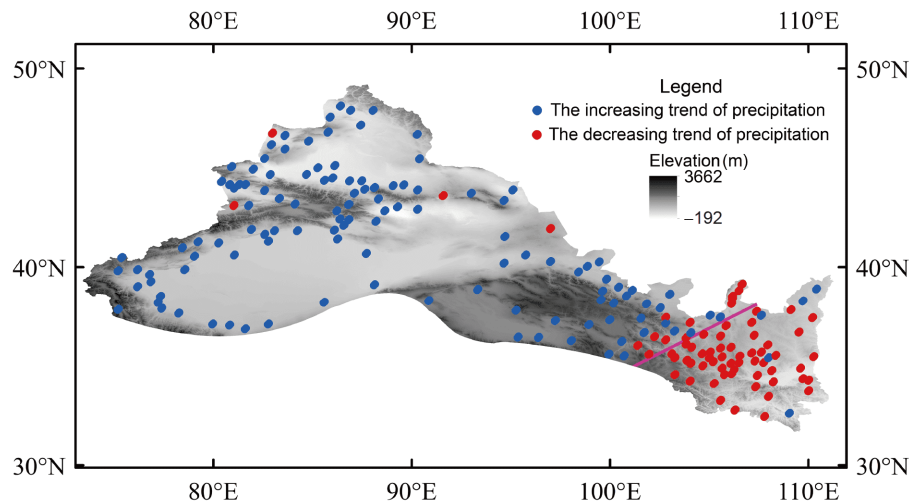 80°E 90°E 100°E 110°E
50°N 50°N
Legend
The increasing trend of precipitation
The decreasing trend of precipitation
Elevation(m)
3662
−192
40°N 40°N
30°N 30°N
80°E 90°E 100°E 110°E